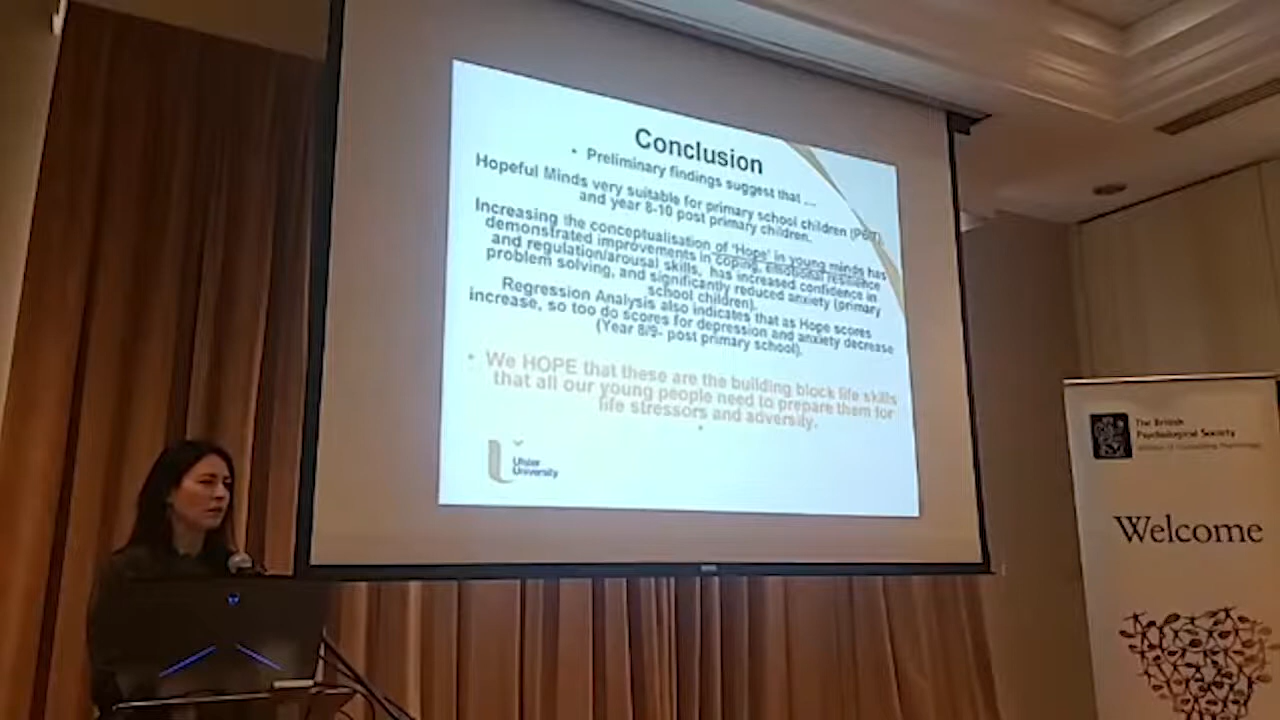 Conclusion
• Preliminary findings suggest that ...
Hopeful Minds very suitable for primary school children (P6/7)
and year 8-10 post primary children.
Increasing the conceptualisation of 'Hope' in young minds has
demonstrated improvements in coping, emotional resilience
and regulation/arousal skills, has increased confidence in
problem solving, and significantly reduced anxiety (primary
school children).
Regression Analysis also indicates that as Hope scores
increase, so too do scores for depression and anxiety decrease
(Year 8/9- post primary school).
• We HOPE that these are the building block life skills
that all our young people need to prepare them for
life stressors and adversity.
Ulster
University
The British
Psychological Society
Division of Counselling Psychology
Welcome